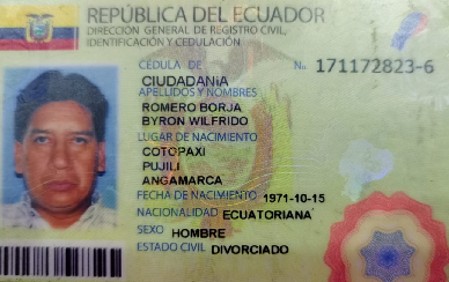 REPÚBLICA DEL ECUADOR
DIRECCIÓN GENERAL DE REGISTRO CIVIL,
IDENTIFICACIÓN Y CEDULACIÓN
CÉDULA DE No. 171172823-6
CIUDADANIA
APELLIDOS Y NOMBRES
ROMERO BORJA
BYRON WILFRIDO
LUGAR DE NACIMIENTO
COTOPAXI
PUJILI
ANGAMARCA
FECHA DE NACIMIENTO 1971-10-15
NACIONALIDAD ECUATORIANA
SEXO HOMBRE
ESTADO CIVIL DIVORCIADO